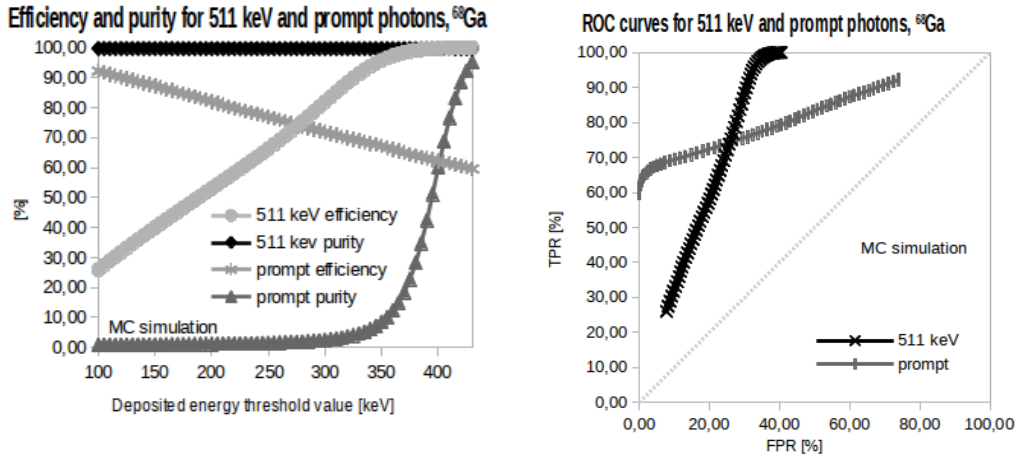 Efficiency and purity for 511 keV and prompt photons, ⁶⁸Ga
100,00
90,00
80,00
70,00
60,00
50,00
40,00
30,00
20,00
10,00
0,00
[%]
511 keV efficiency
511 kev purity
prompt efficiency
prompt purity
MC simulation
100 150 200 250 300 350 400
Deposited energy threshold value [keV]
ROC curves for 511 keV and prompt photons, ⁶⁸Ga
100,00
90,00
80,00
70,00
60,00
50,00
40,00
30,00
20,00
10,00
0,00
TPR [%]
MC simulation
511 keV
prompt
0,00 20,00 40,00 60,00 80,00 100,00
FPR [%]